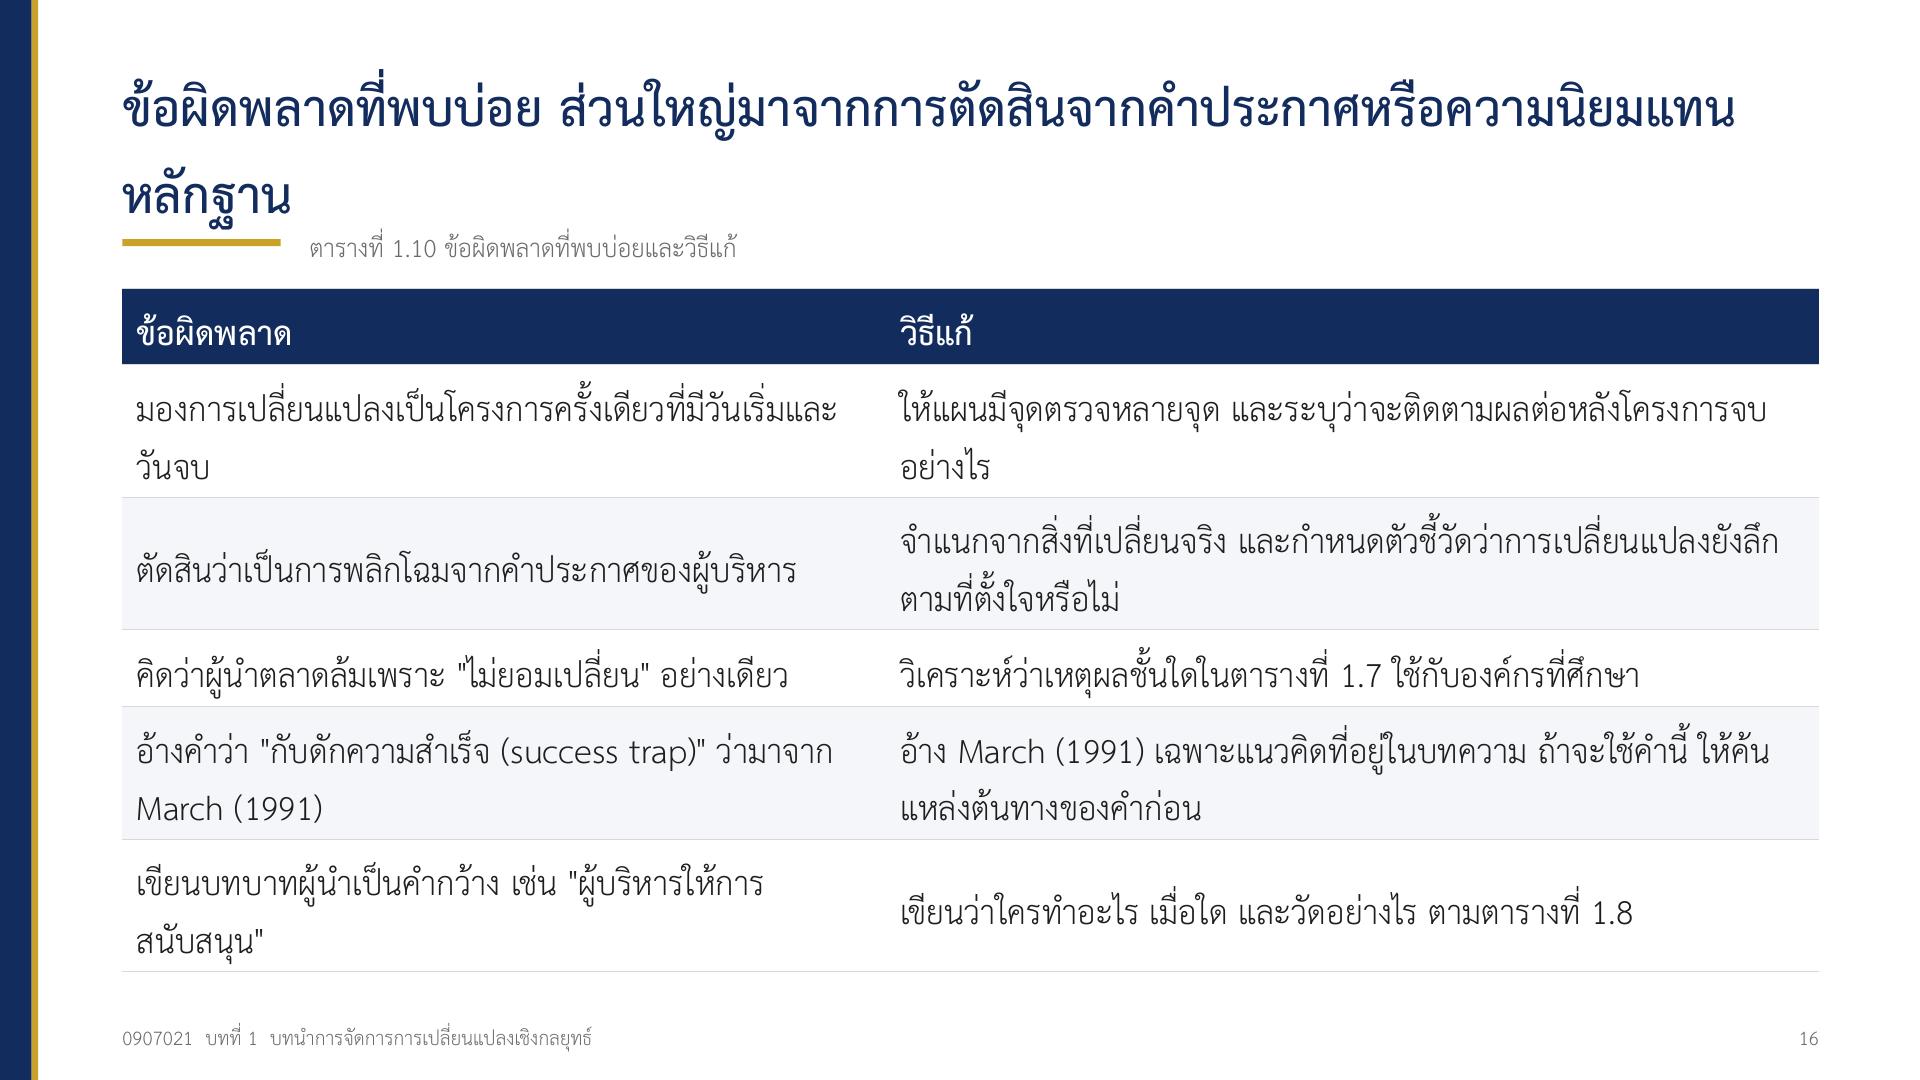 ข้อผิดพลาดที่พบบ่อย ส่วนใหญ่มาจากการตัดสินจากคำประกาศหรือความนิยมแทน
หลักฐาน
ตารางที่ 1.10 ข้อผิดพลาดที่พบบ่อยและวิธีแก้
ข้อผิดพลาด
วิธีแก้
มองการเปลี่ยนแปลงเป็นโครงการครั้งเดียวที่มีวันเริ่มและ
วันจบ
ให้แผนมีจุดตรวจหลายจุด และระบุว่าจะติดตามผลต่อหลังโครงการจบ
อย่างไร
ตัดสินว่าเป็นการพลิกโฉมจากคำประกาศของผู้บริหาร
จำแนกจากสิ่งที่เปลี่ยนจริง และกำหนดตัวชี้วัดว่าการเปลี่ยนแปลงยังลึก
ตามที่ตั้งใจหรือไม่
คิดว่าผู้นำตลาดล้มเพราะ "ไม่ยอมเปลี่ยน" อย่างเดียว
วิเคราะห์ว่าเหตุผลชั้นใดในตารางที่ 1.7 ใช้กับองค์กรที่ศึกษา
อ้างคำว่า "กับดักความสำเร็จ (success trap)" ว่ามาจาก
March (1991)
อ้าง March (1991) เฉพาะแนวคิดที่อยู่ในบทความ ถ้าจะใช้คำนี้ ให้ค้น
แหล่งต้นทางของคำก่อน
เขียนบทบาทผู้นำเป็นคำกว้าง เช่น "ผู้บริหารให้การ
สนับสนุน"
เขียนว่าใครทำอะไร เมื่อใด และวัดอย่างไร ตามตารางที่ 1.8
0907021 บทที่ 1 บทนำการจัดการการเปลี่ยนแปลงเชิงกลยุทธ์
16